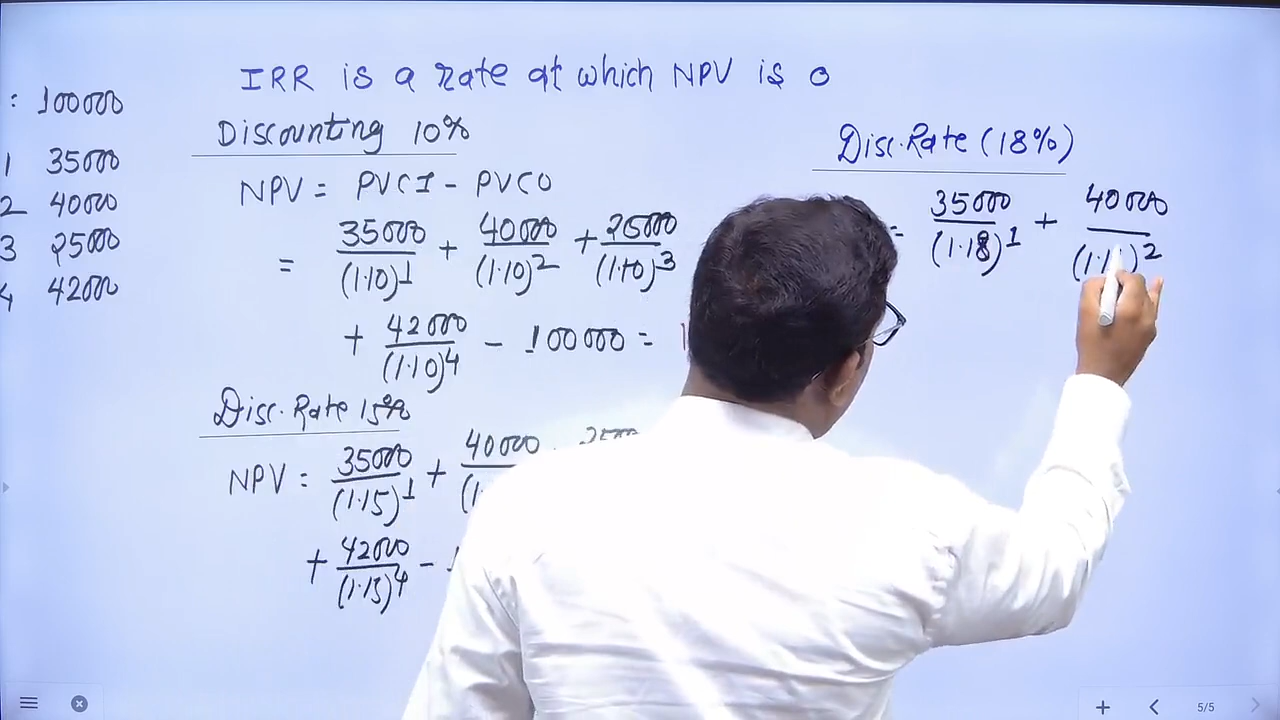 IRR is a rate at which NPV is 0
: 100000
1 35000
2 40000
3 25000
4 42000
Discounting 10%
NPV = PVCI - PVCO
= 35000/(1.10)1 + 40000/(1.10)2 + 25000/(1.10)3
+ 42000/(1.10)4 - 100000 =
Disc. Rate 15%
NPV = 35000/(1.15)1 + 40000/(1.
+ 42000/(1.15)4 -
Disc. Rate (18%)
= 35000/(1.18)1 + 40000/(1.1 )2
5/5